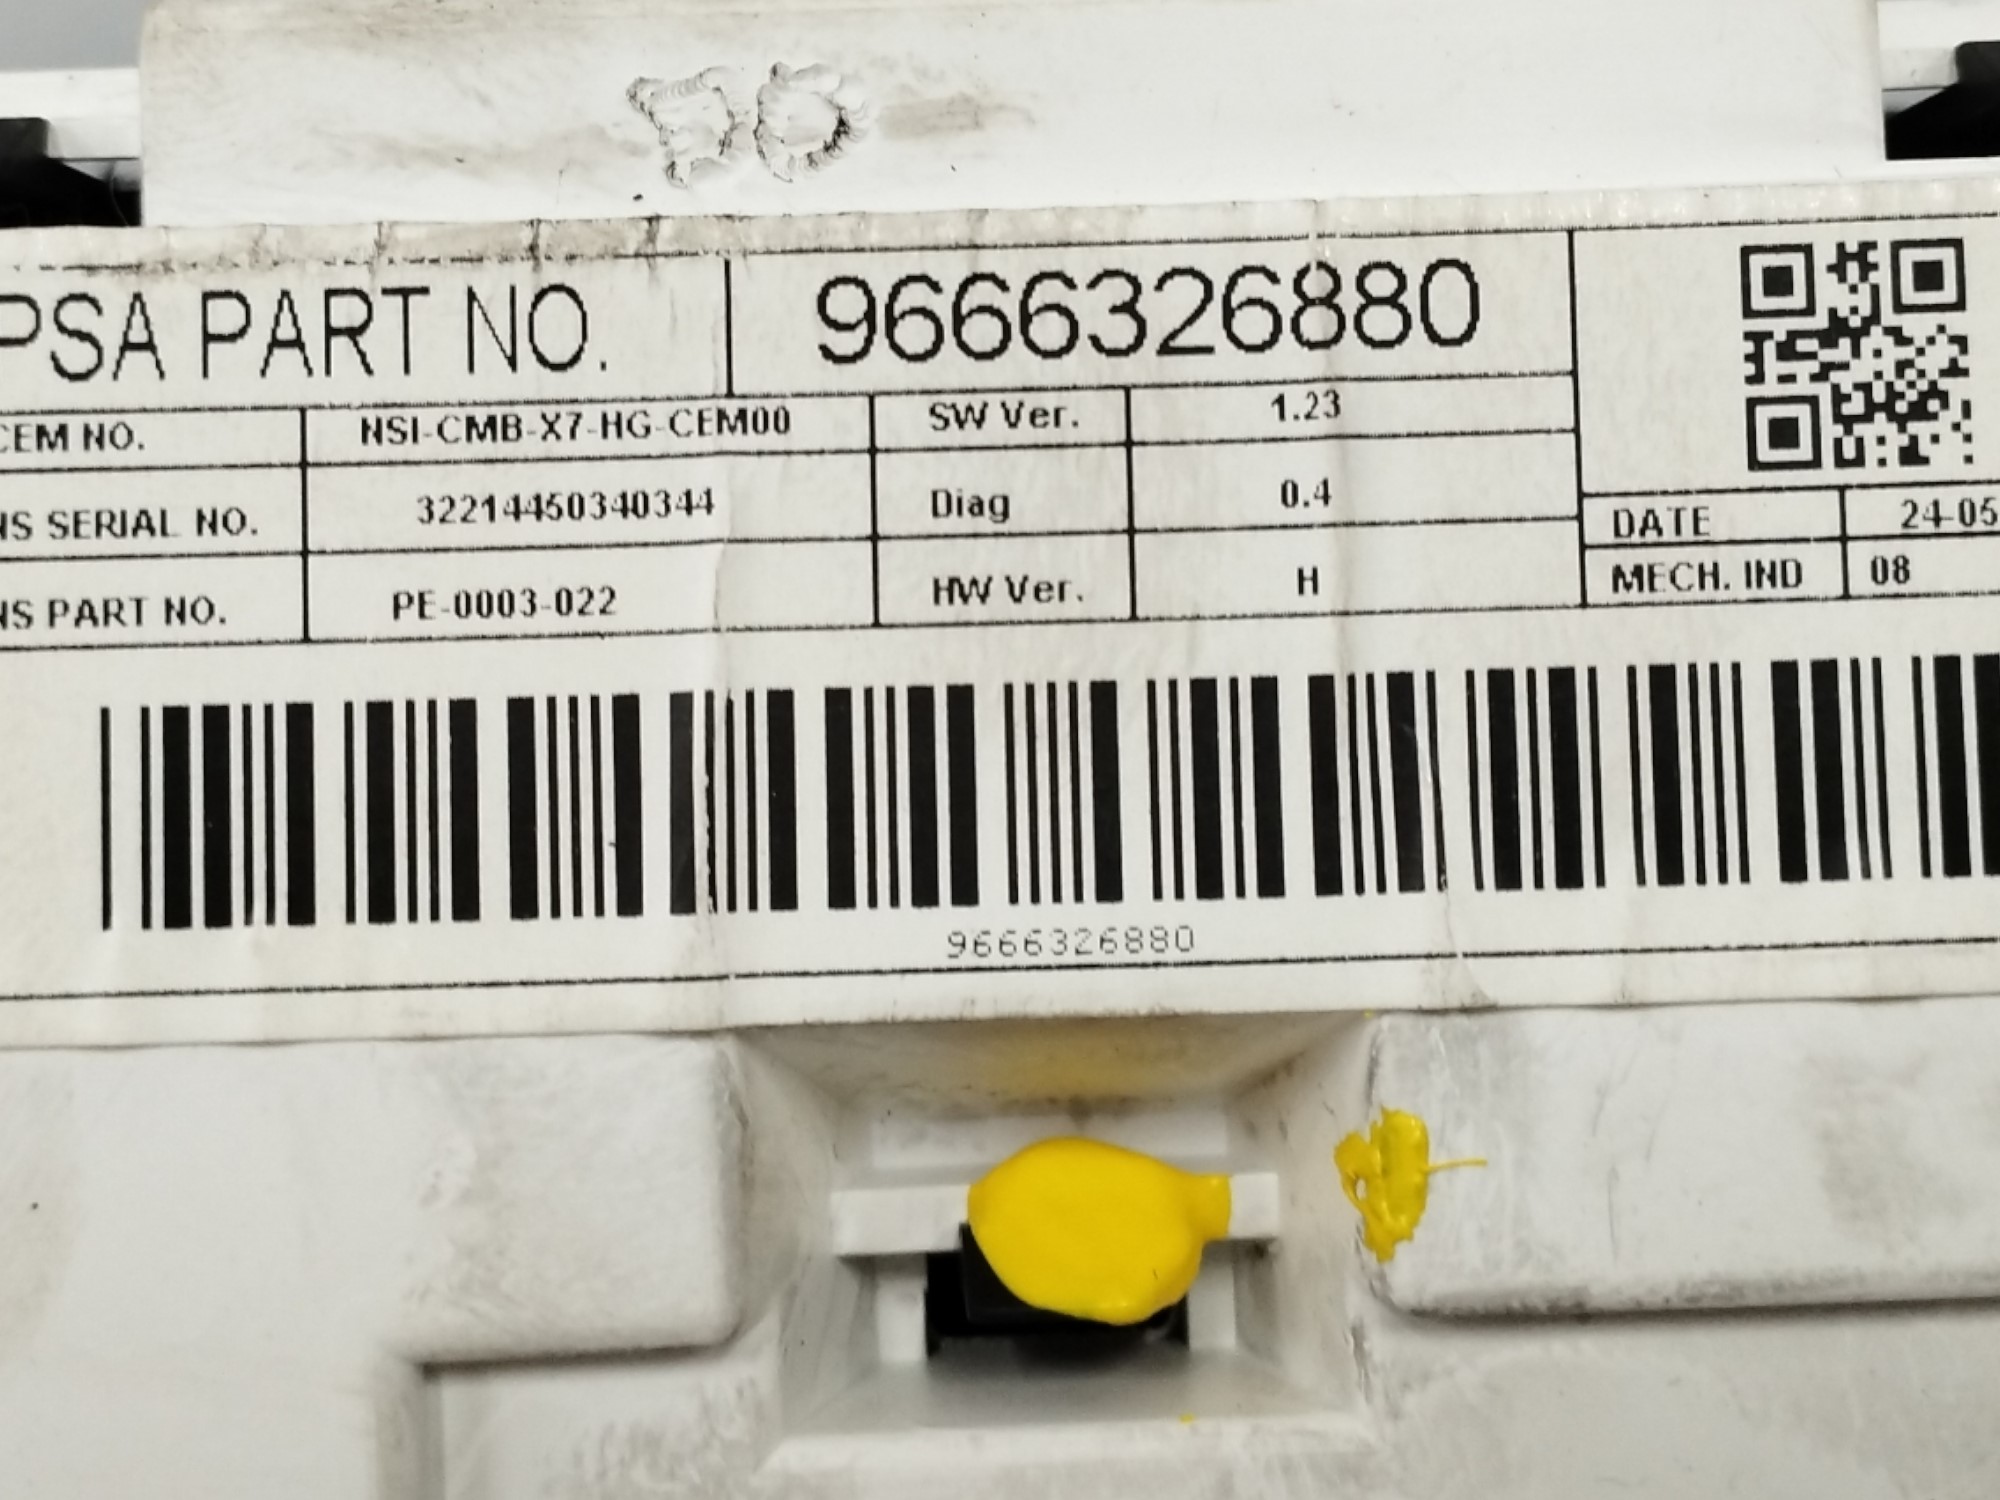 PSA PART NO. 9666326880
CEM NO. NSI-CMB-X7-HG-CEM00 SW Ver. 1.23
NS SERIAL NO. 32214450340344 Diag 0.4
DATE 24-05
NS PART NO. PE-0003-022 HW Ver. H
MECH. IND 08
9666326880